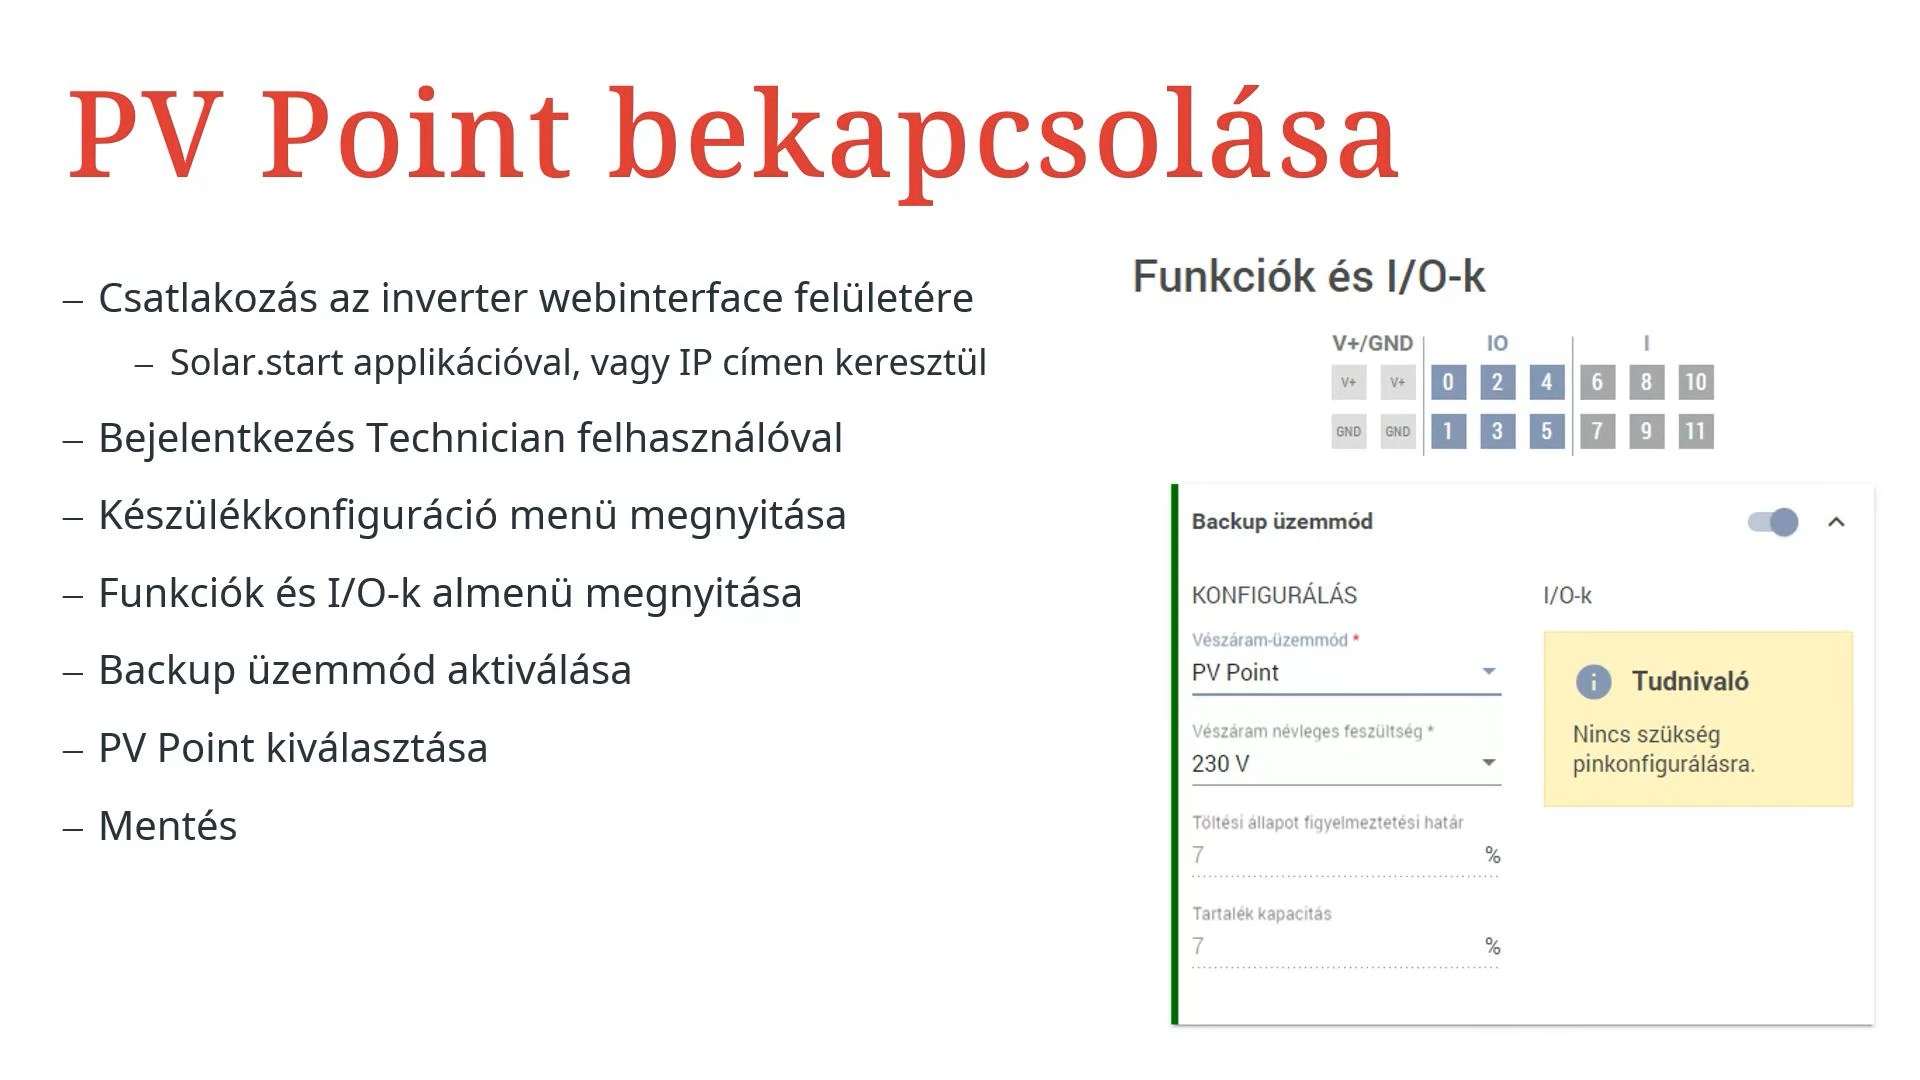 PV Point bekapcsolása
– Csatlakozás az inverter webinterface felületére
– Solar.start applikációval, vagy IP címen keresztül
– Bejelentkezés Technician felhasználóval
– Készülékkonfiguráció menü megnyitása
– Funkciók és I/O-k almenü megnyitása
– Backup üzemmód aktiválása
– PV Point kiválasztása
– Mentés
Funkciók és I/O-k
V+/GND IO I
V+ V+ 0 2 4 6 8 10
GND GND 1 3 5 7 9 11
Backup üzemmód
KONFIGURÁLÁS
Vészáram-üzemmód *
PV Point
Vészáram névleges feszültség *
230 V
Töltési állapot figyelmeztetési határ
7 %
Tartalék kapacitás
7 %
I/O-k
i Tudnivaló
Nincs szükség
pinkonfigurálásra.